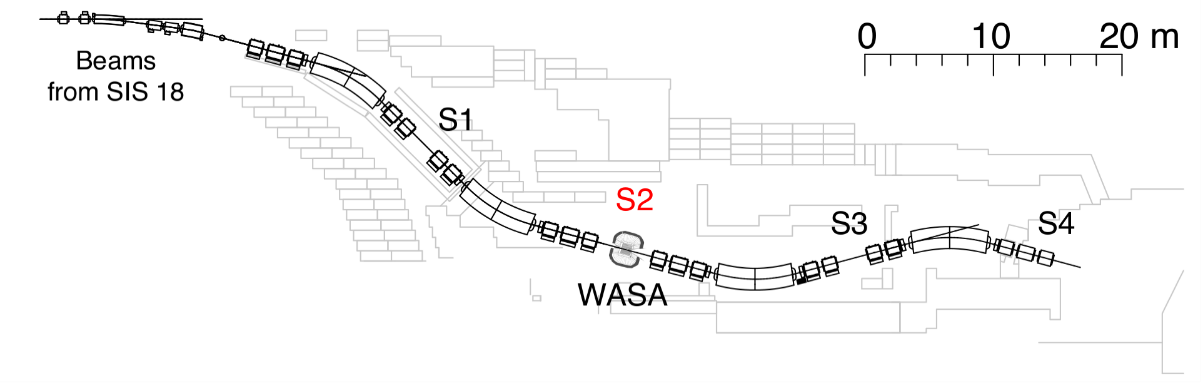 0 10 20 m
Beams
from SIS 18
S1
S2
S3
S4
WASA